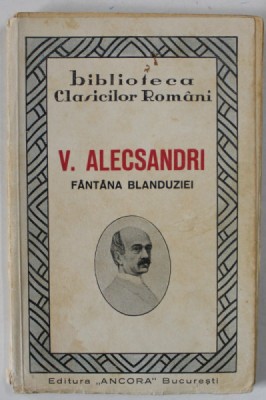 biblioteca
Clasicilor Români
V. ALECSANDRI
FÂNTÂNA BLANDUZIEI
Editura „ANCORA" Bucureşti